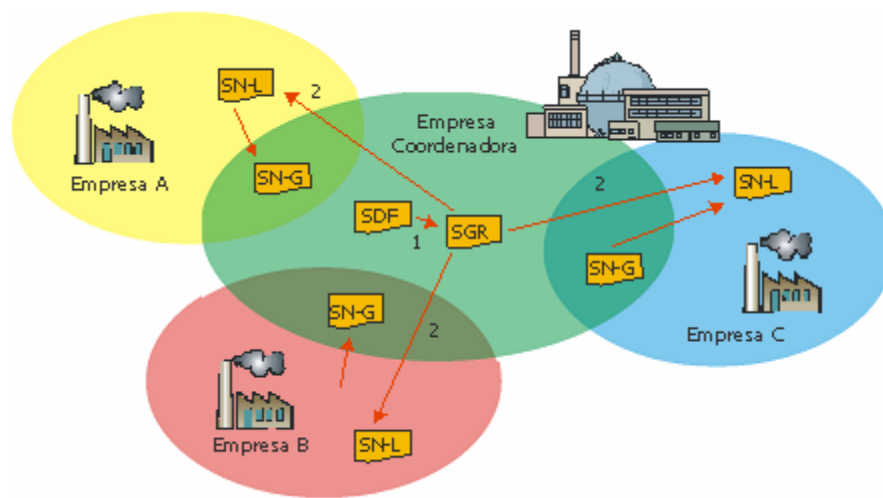 SN-L
2
Empresa
Coordenadora
Empresa A
SN-G
2
SN-L
SDF
1
SGR
SN-G
SN-G
2
Empresa C
Empresa B
SN-L